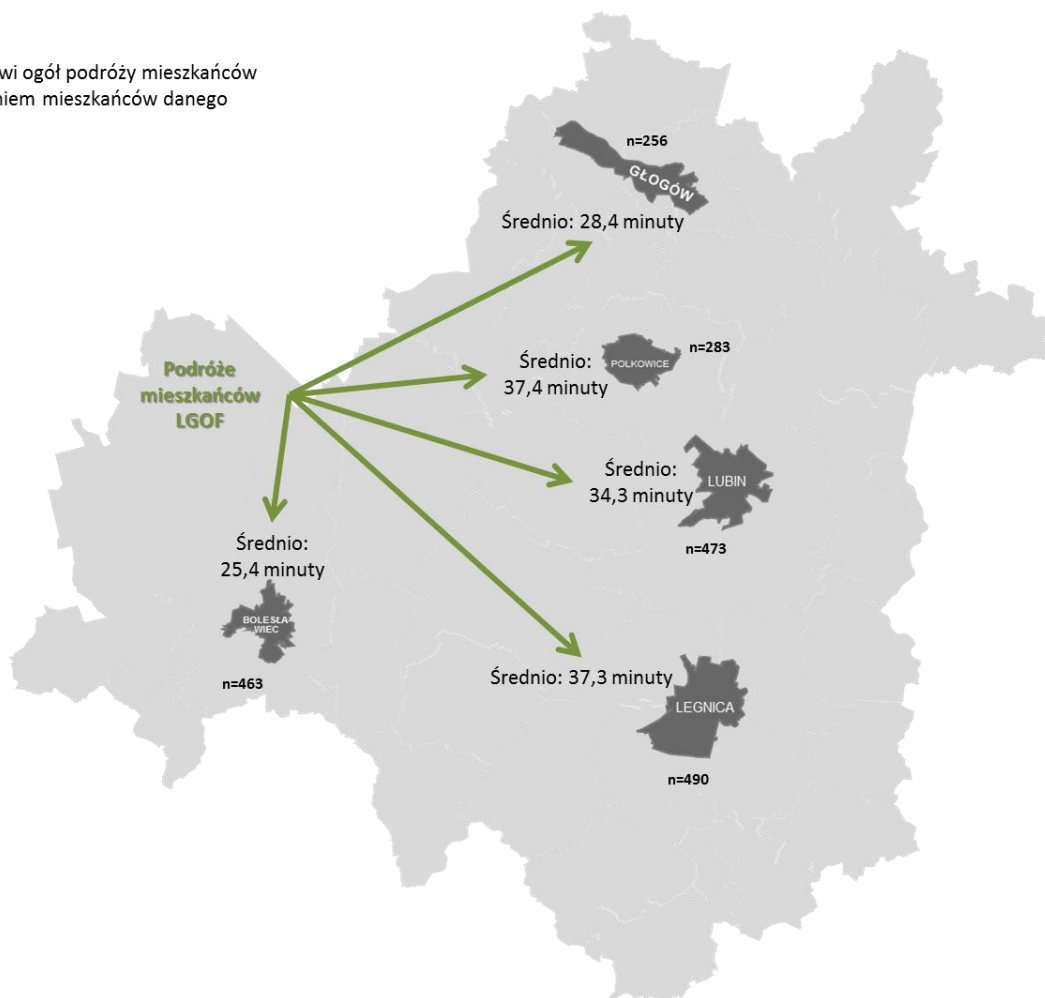 wi ogół podróży mieszkańców
niem mieszkańców danego
n=256
GŁOGÓW
Średnio: 28,4 minuty
Podróże
mieszkańców
LGOF
Średnio:
37,4 minuty
POLKOWICE
n=283
Średnio:
34,3 minuty
LUBIN
n=473
Średnio:
25,4 minuty
BOLESŁA
WIEC
n=463
Średnio: 37,3 minuty
LEGNICA
n=490